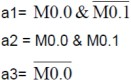 a1= M̅0̅.̅0̅ & M̅0̅.̅1̅
a2 = M0.0 & M0.1
a3= M̅0̅.̅0̅